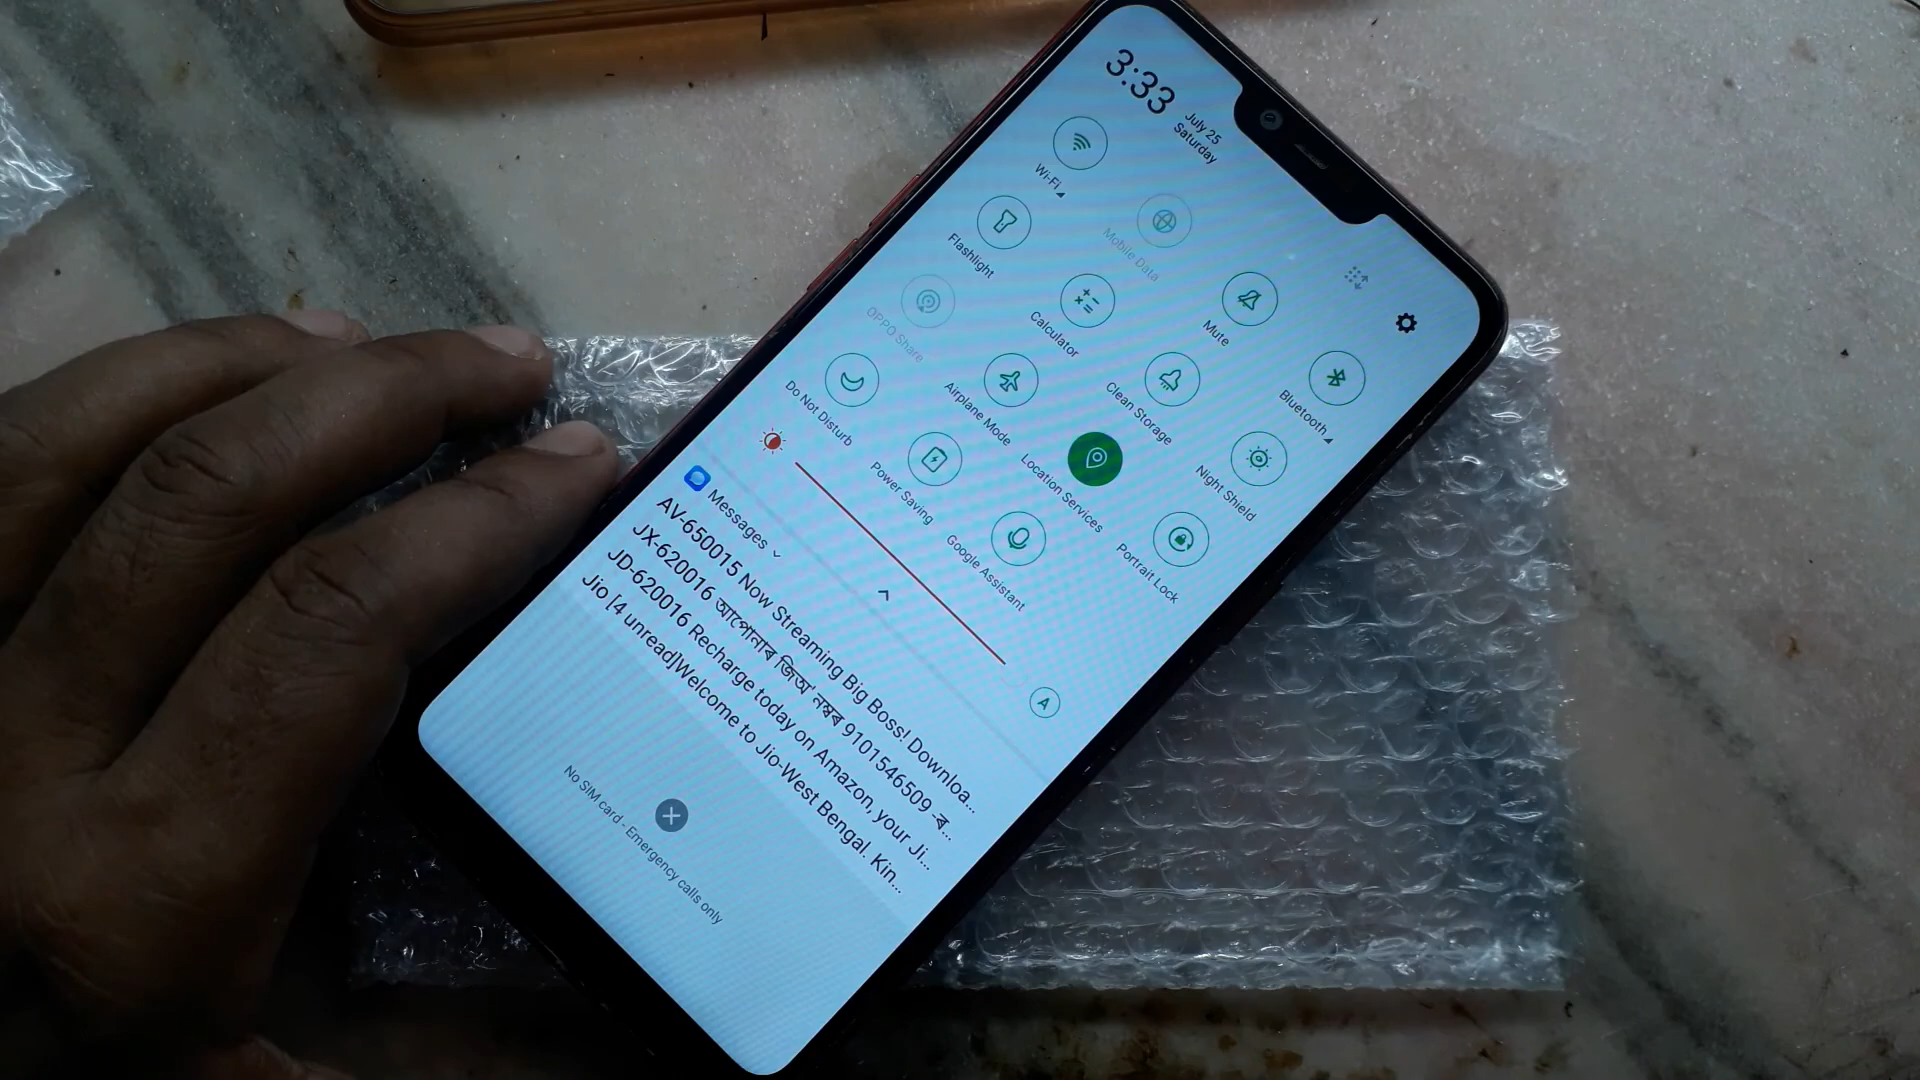 3:33
July 25
Saturday
Wi-Fi
Mobile Data
Mute
Bluetooth
Flashlight
Calculator
Clean Storage
Night Shield
OPPO Share
Airplane Mode
Location Services
Portrait Lock
Do Not Disturb
Power Saving
Google Assistant
A
Messages
AV-650015 Now Streaming Big Boss! Downloa...
JX-620016 আপোনাৰ জিঅ' নম্বৰ 9101546509 -ৰ...
JD-620016 Recharge today on Amazon, your Ji...
Jio [4 unread]Welcome to Jio-West Bengal. Kin...
No SIM card - Emergency calls only